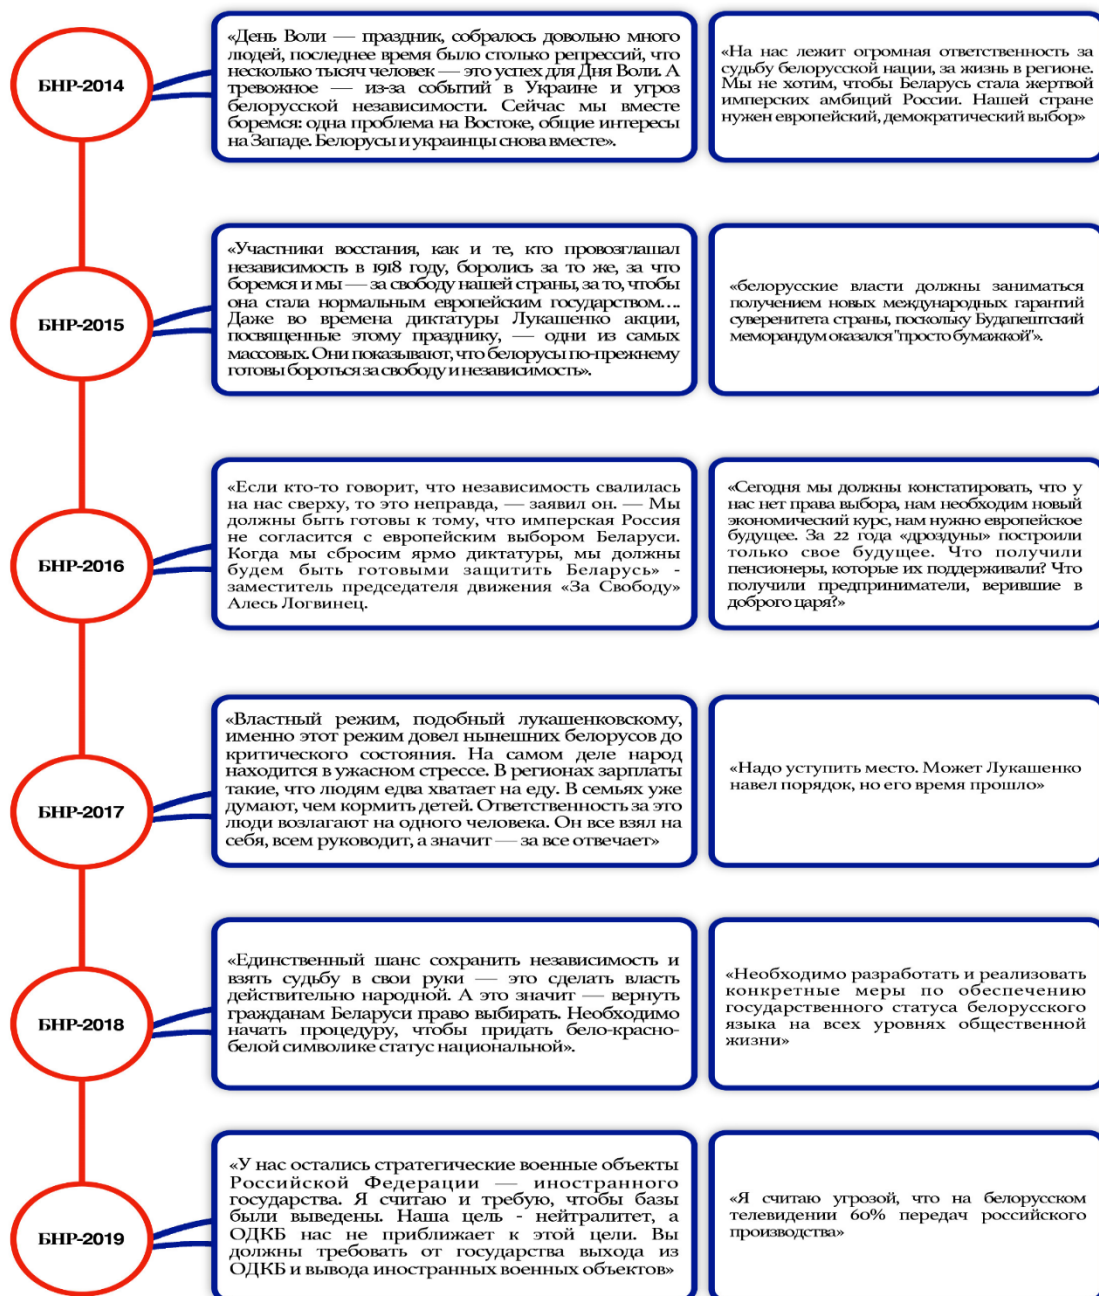 БНР-2014
«День Воли — праздник, собралось довольно много
людей, последнее время было столько репрессий, что
несколько тысяч человек — это успех для Дня Воли. А
тревожное — из-за событий в Украине и угроз
белорусской независимости. Сейчас мы вместе
боремся: одна проблема на Востоке, общие интересы
на Западе. Белорусы и украинцы снова вместе».
«На нас лежит огромная ответственность за
судьбу белорусской нации, за жизнь в регионе.
Мы не хотим, чтобы Беларусь стала жертвой
имперских амбиций России. Нашей стране
нужен европейский, демократический выбор»
БНР-2015
«Участники восстания, как и те, кто провозглашал
независимость в 1918 году, боролись за то же, за что
боремся и мы — за свободу нашей страны, за то, чтобы
она стала нормальным европейским государством….
Даже во времена диктатуры Лукашенко акции,
посвященные этому празднику, — одни из самых
массовых. Они показывают, что белорусы по-прежнему
готовы бороться за свободу и независимость».
«белорусские власти должны заниматься
получением новых международных гарантий
суверенитета страны, поскольку Будапештский
меморандум оказался "просто бумажкой"».
БНР-2016
«Если кто-то говорит, что независимость свалилась
на нас сверху, то это неправда, — заявил он. — Мы
должны быть готовы к тому, что имперская Россия
не согласится с европейским выбором Беларуси.
Когда мы сбросим ярмо диктатуры, мы должны
будем быть готовыми защитить Беларусь» -
заместитель председателя движения «За Свободу»
Алесь Логвинец.
«Сегодня мы должны констатировать, что у
нас нет права выбора, нам необходим новый
экономический курс, нам нужно европейское
будущее. За 22 года «дроздуны» построили
только свое будущее. Что получили
пенсионеры, которые их поддерживали? Что
получили предприниматели, верившие в
доброго царя?»
БНР-2017
«Властный режим, подобный лукашенковскому,
именно этот режим довел нынешних белорусов до
критического состояния. На самом деле народ
находится в ужасном стрессе. В регионах зарплаты
такие, что людям едва хватает на еду. В семьях уже
думают, чем кормить детей. Ответственность за это
люди возлагают на одного человека. Он все взял на
себя, всем руководит, а значит — за все отвечает»
«Надо уступить место. Может Лукашенко
навел порядок, но его время прошло»
БНР-2018
«Единственный шанс сохранить независимость и
взять судьбу в свои руки — это сделать власть
действительно народной. А это значит — вернуть
гражданам Беларуси право выбирать. Необходимо
начать процедуру, чтобы придать бело-красно-
белой символике статус национальной».
«Необходимо разработать и реализовать
конкретные меры по обеспечению
государственного статуса белорусского
языка на всех уровнях общественной
жизни»
БНР-2019
«У нас остались стратегические военные объекты
Российской Федерации — иностранного
государства. Я считаю и требую, чтобы базы
были выведены. Наша цель - нейтралитет, а
ОДКБ нас не приближает к этой цели. Вы
должны требовать от государства выхода из
ОДКБ и вывода иностранных военных объектов»
«Я считаю угрозой, что на белорусском
телевидении 60% передач российского
производства»